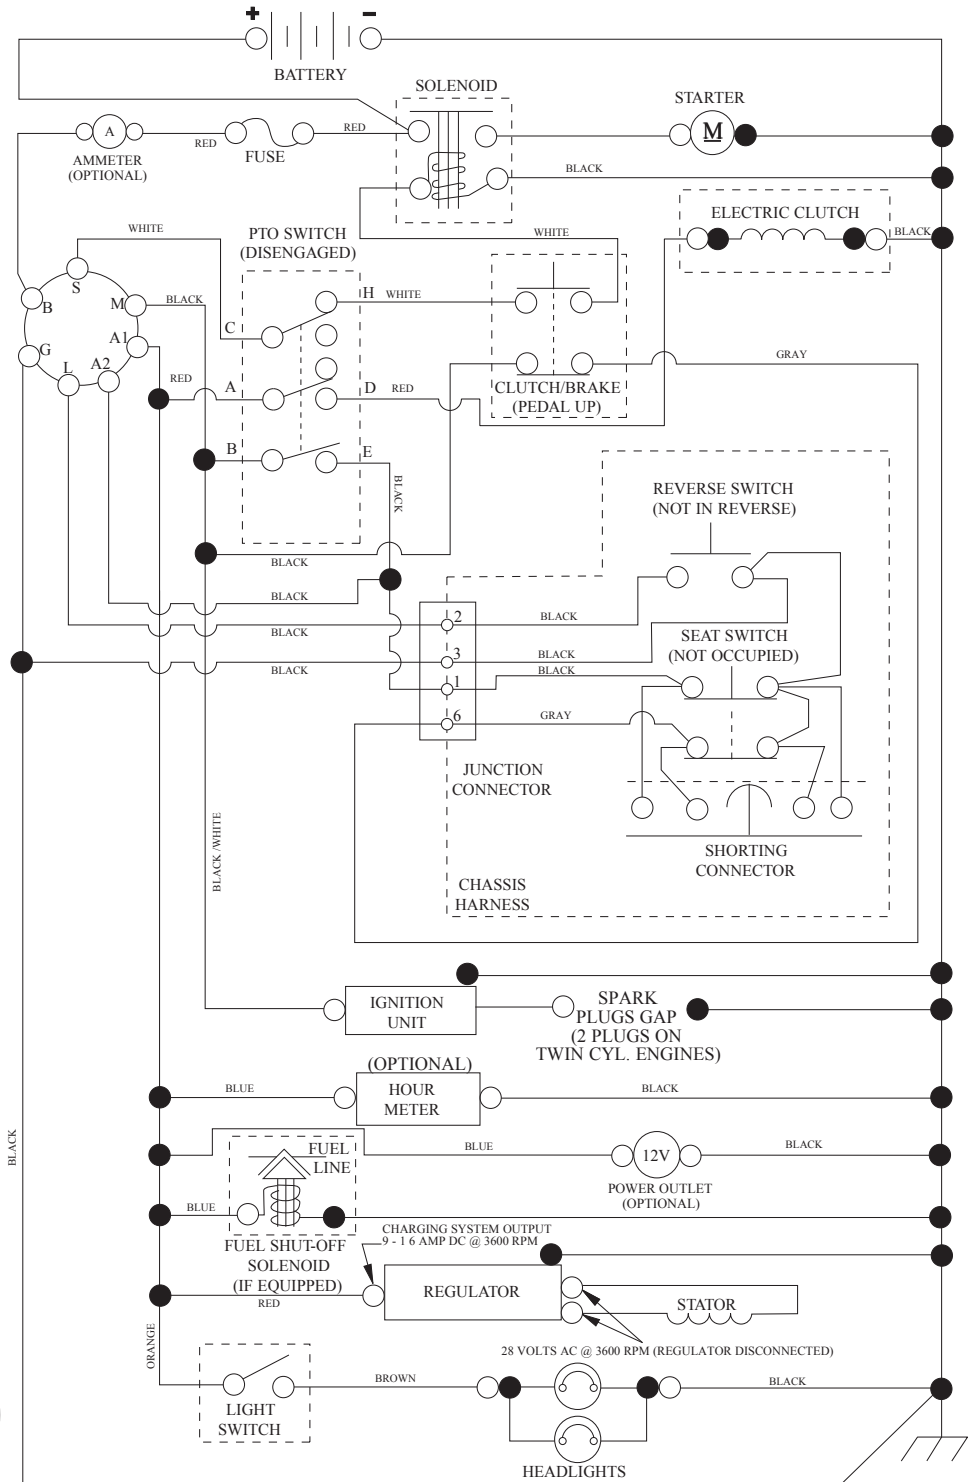 + -
BATTERY
SOLENOID
STARTER
A
RED
FUSE
RED
M
AMMETER
(OPTIONAL)
BLACK
ELECTRIC CLUTCH
WHITE
PTO SWITCH
(DISENGAGED)
WHITE
BLACK
S
B
M
BLACK
H
WHITE
C
G
A1
L
A2
GRAY
RED
A
D
RED
CLUTCH/BRAKE
(PEDAL UP)
B
E
BLACK
REVERSE SWITCH
(NOT IN REVERSE)
BLACK
BLACK
2
BLACK
BLACK
SEAT SWITCH
(NOT OCCUPIED)
3
BLACK
BLACK
1
BLACK
6
GRAY
JUNCTION
CONNECTOR
BLACK /WHITE
SHORTING
CONNECTOR
CHASSIS
HARNESS
IGNITION
UNIT
SPARK
PLUGS GAP
(2 PLUGS ON
TWIN CYL. ENGINES)
(OPTIONAL)
BLUE
HOUR
METER
BLACK
BLACK
FUEL
LINE
BLUE
12V
BLACK
POWER OUTLET
(OPTIONAL)
BLUE
CHARGING SYSTEM OUTPUT
9 - 1 6 AMP DC @ 3600 RPM
FUEL SHUT-OFF
SOLENOID
(IF EQUIPPED)
RED
REGULATOR
STATOR
ORANGE
28 VOLTS AC @ 3600 RPM (REGULATOR DISCONNECTED)
BROWN
BLACK
LIGHT
SWITCH
HEADLIGHTS